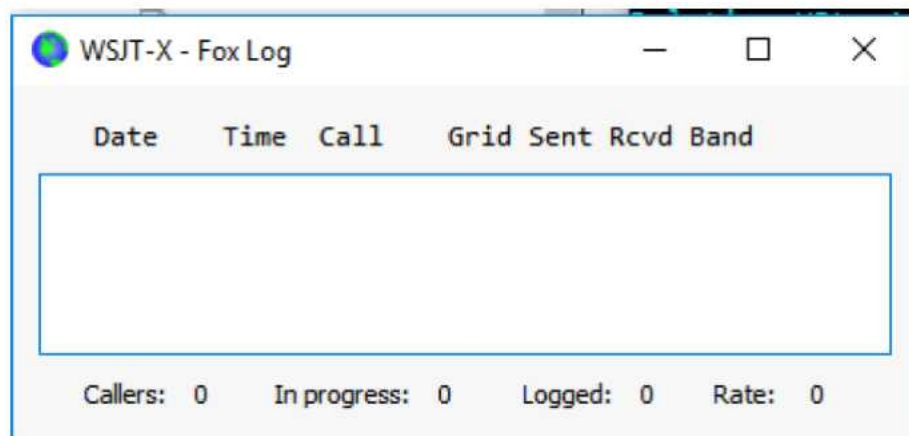 WSJT-X - Fox Log
Date Time Call Grid Sent Rcvd Band
Callers: 0 In progress: 0 Logged: 0 Rate: 0